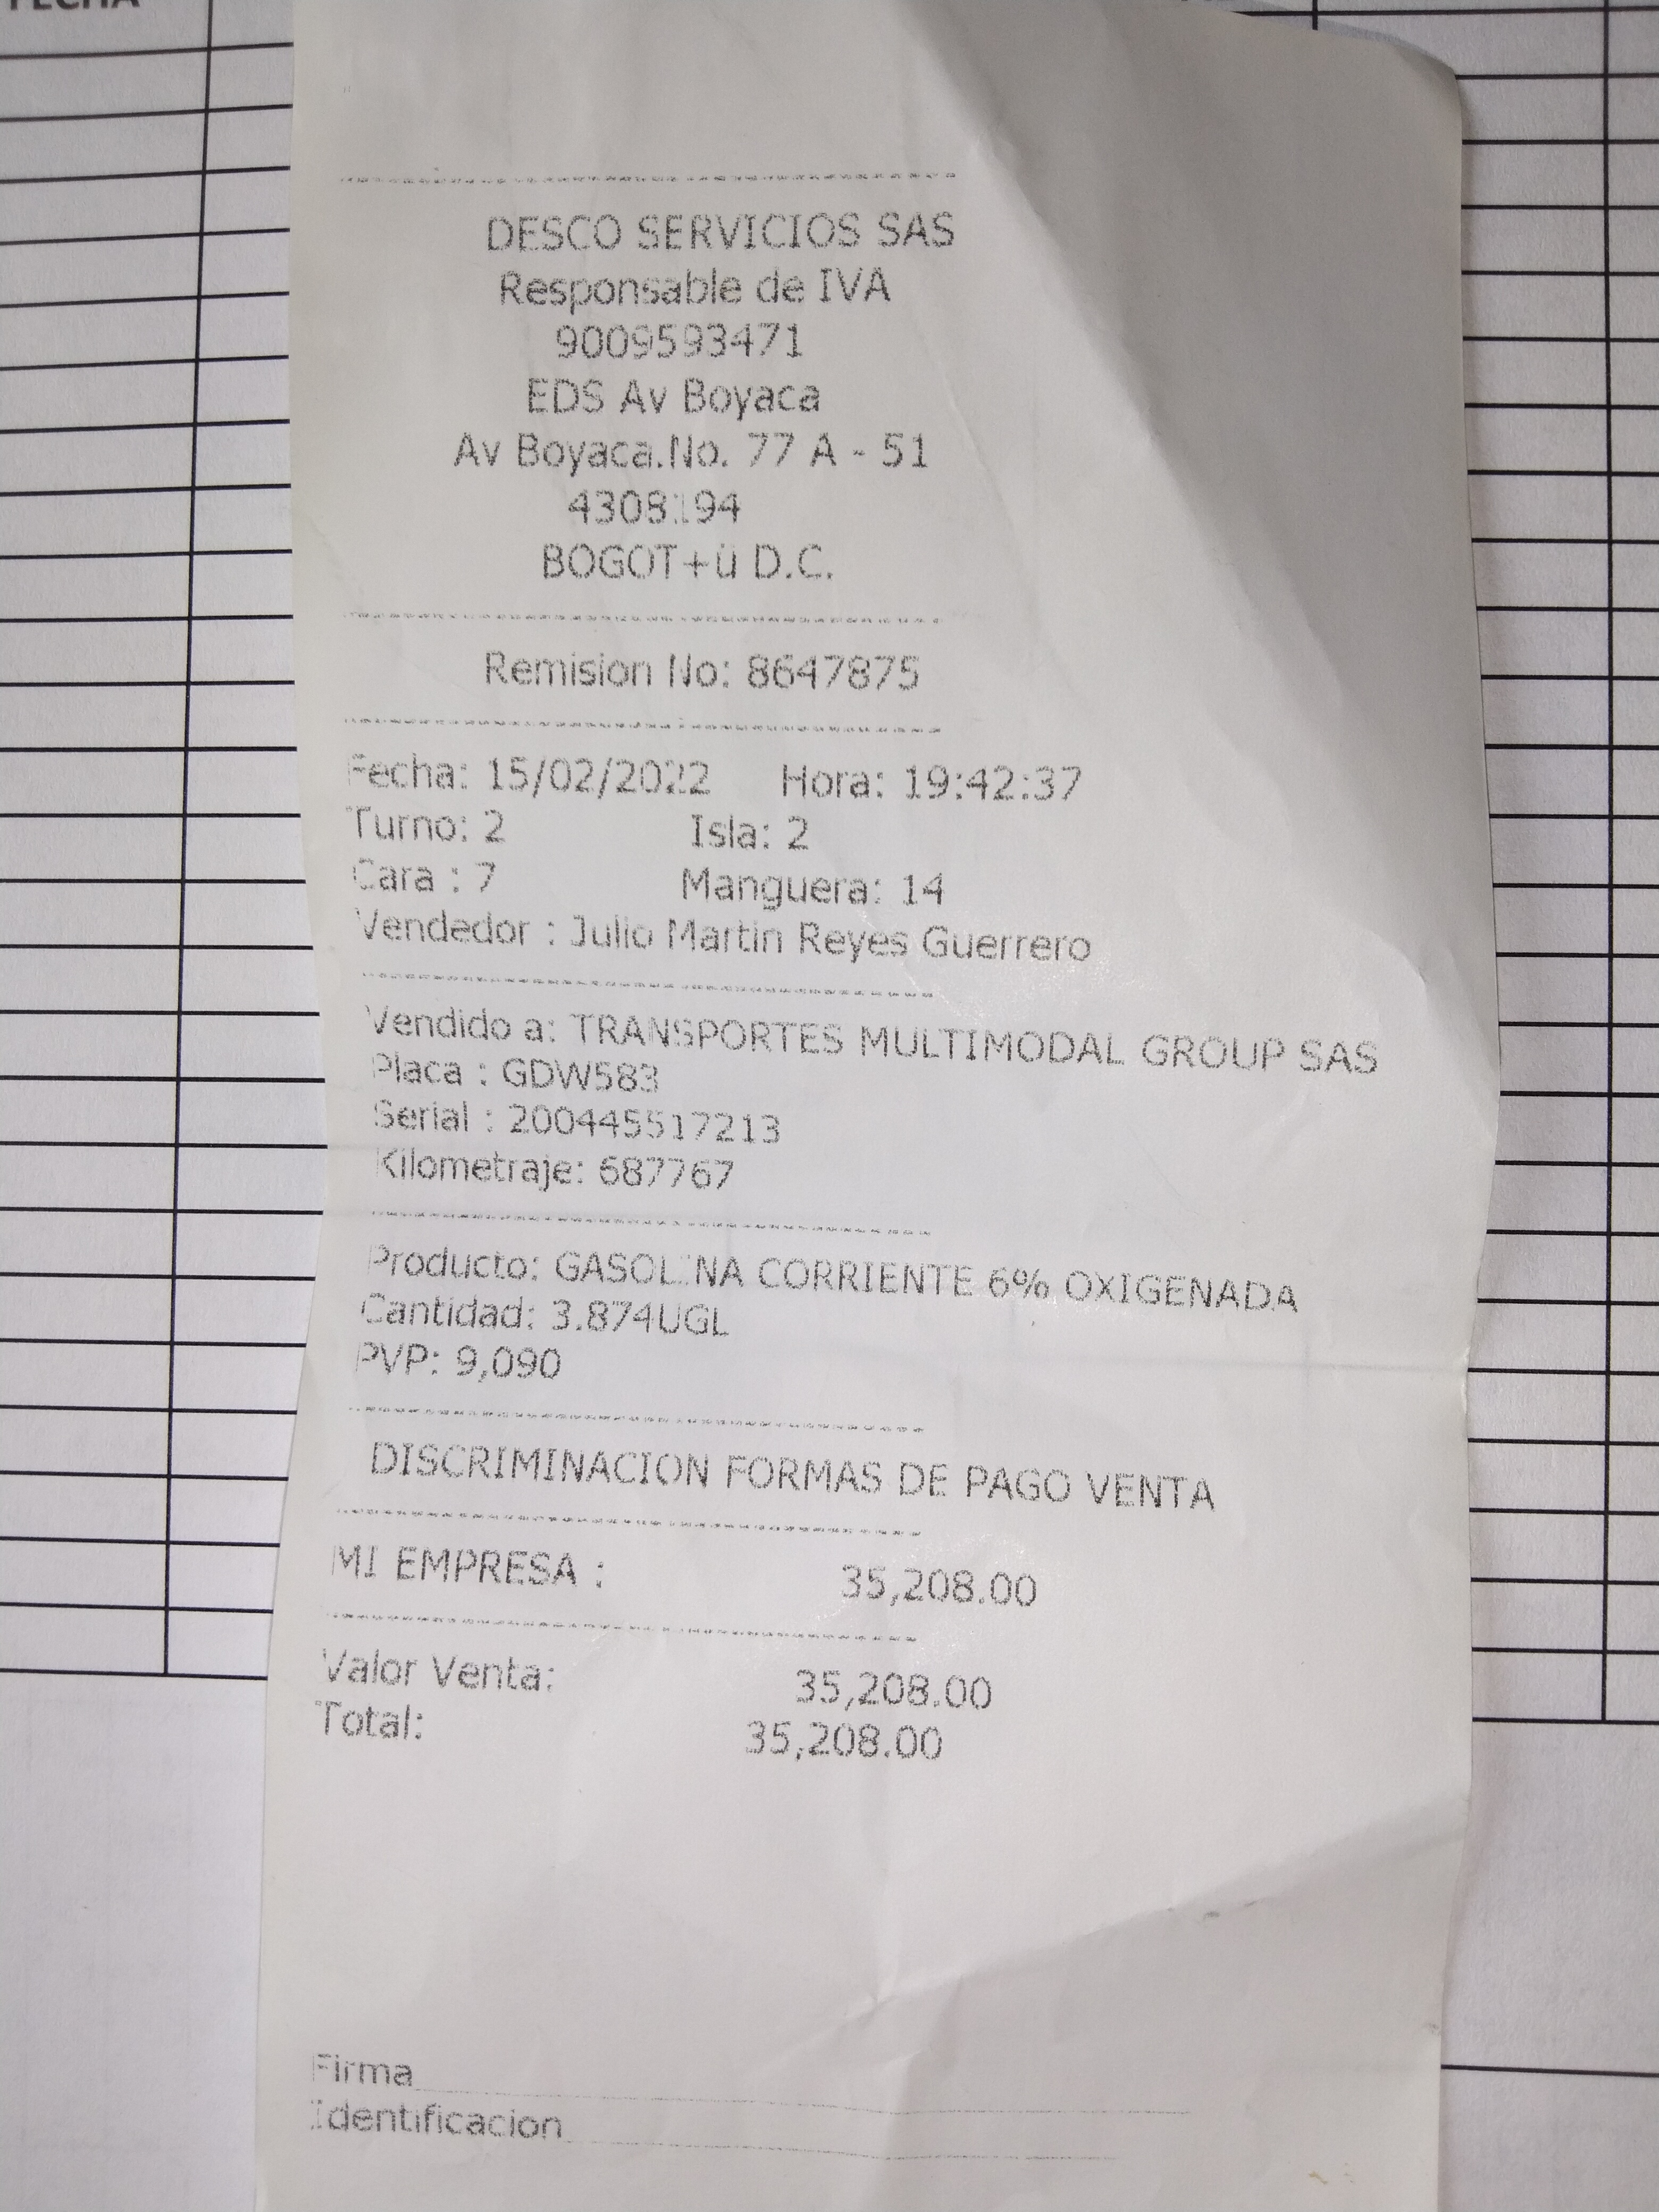 FECHA
DESCO SERVICIOS SAS
Responsable de IVA
9009593471
EDS Av Boyaca
Av Boyaca.No. 77 A - 51
4308194
BOGOT+ü D.C.
Remision No: 8647875
Fecha: 15/02/2022 Hora: 19:42:37
Turno: 2 Isla: 2
Cara : 7 Manguera: 14
Vendedor : Julio Martin Reyes Guerrero
Vendido a: TRANSPORTES MULTIMODAL GROUP SAS
Placa : GDW583
Serial : 200445517213
Kilometraje: 687767
Producto: GASOLINA CORRIENTE 6% OXIGENADA
Cantidad: 3.874UGL
PVP: 9,090
DISCRIMINACION FORMAS DE PAGO VENTA
MI EMPRESA : 35,208.00
Valor Venta: 35,208.00
Total: 35,208.00
Firma
Identificacion